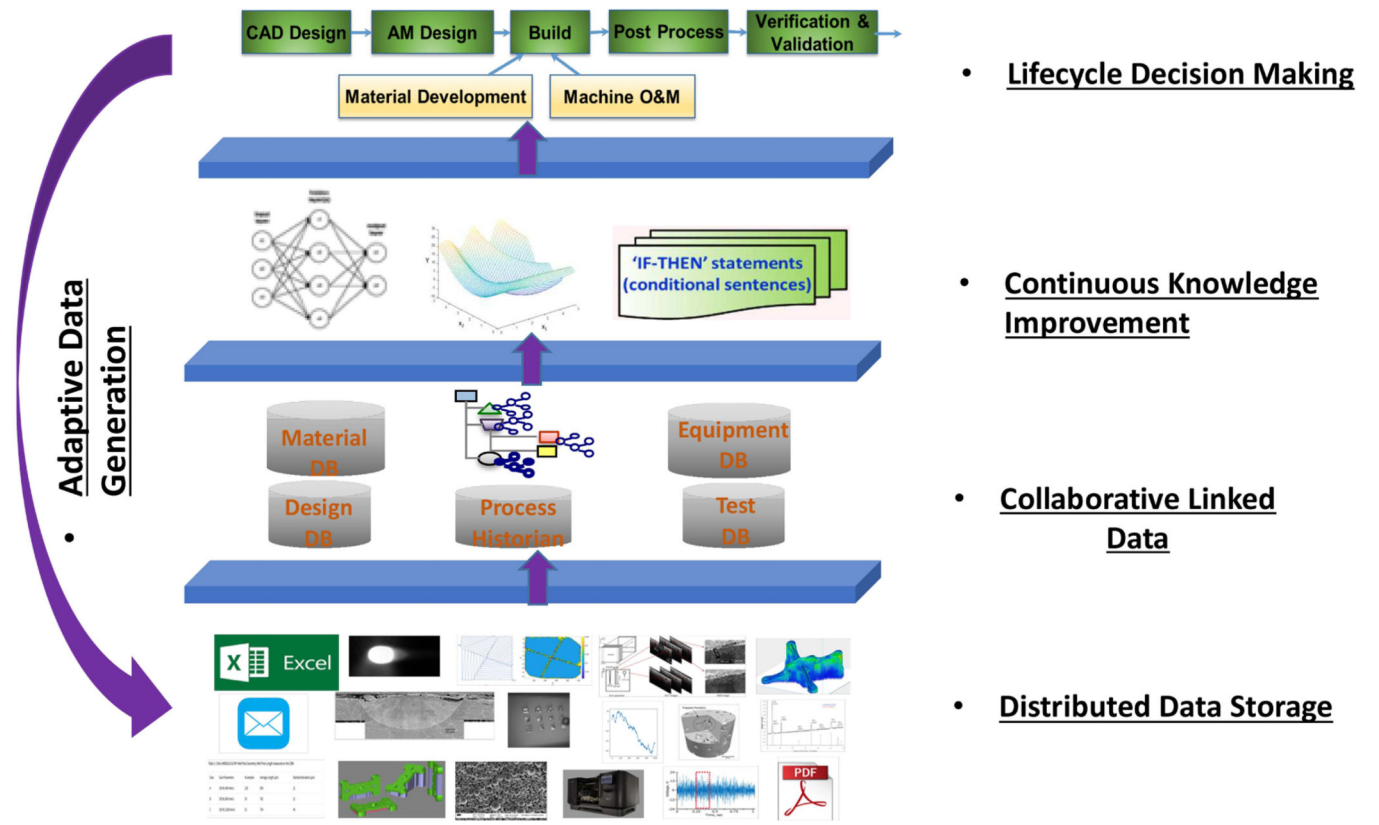 CAD Design
AM Design
Build
Post Process
Verification &
Validation
Material Development
Machine O&M
• Lifecycle Decision Making
Y
X2
X1
'IF-THEN' statements
(conditional sentences)
• Continuous Knowledge
Improvement
• Adaptive Data
Generation
Material
DB
Equipment
DB
Design
DB
Process
Historian
Test
DB
• Collaborative Linked
Data
X Excel
• Distributed Data Storage
PDF